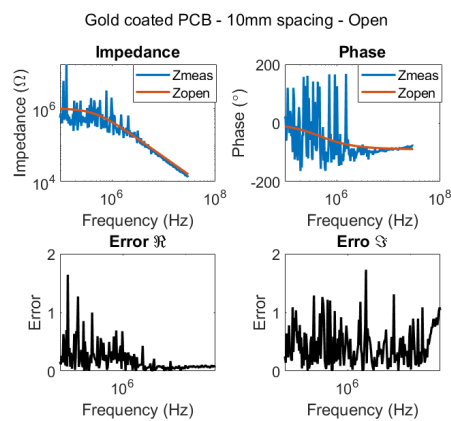 Gold coated PCB - 10mm spacing - Open
Impedance
Phase
Impedance (Ω)
10^6
10^4
Zmeas
Zopen
10^6
10^8
Frequency (Hz)
Phase (°)
200
0
-200
Zmeas
Zopen
10^6
10^8
Frequency (Hz)
Error ℜ
Erro ℑ
Error
2
1
0
10^6
Frequency (Hz)
Error
2
1
0
10^6
Frequency (Hz)